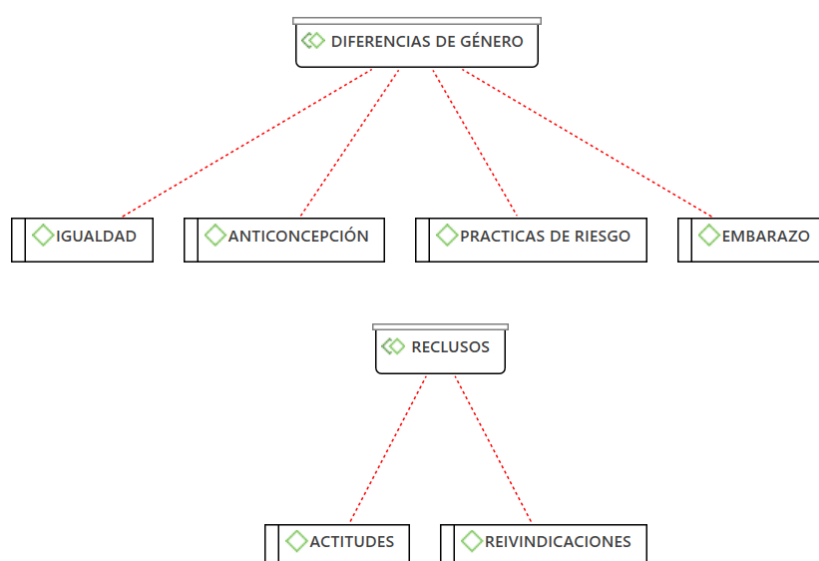 DIFERENCIAS DE GÉNERO
IGUALDAD
ANTICONCEPCIÓN
PRACTICAS DE RIESGO
EMBARAZO
RECLUSOS
ACTITUDES
REIVINDICACIONES